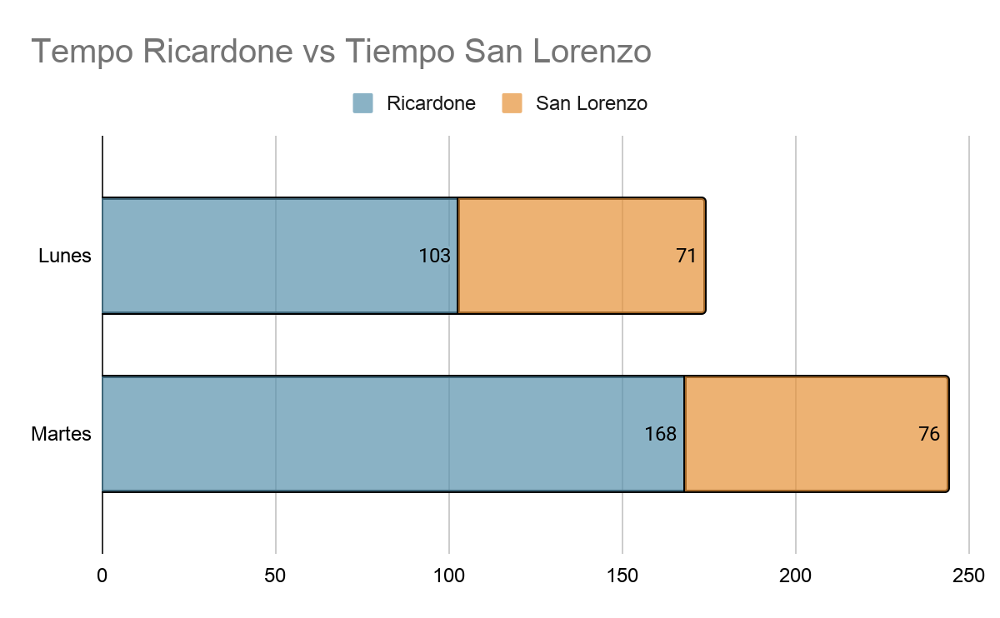 Tempo Ricardone vs Tiempo San Lorenzo
Ricardone San Lorenzo
Lunes 103 71
Martes 168 76
0 50 100 150 200 250